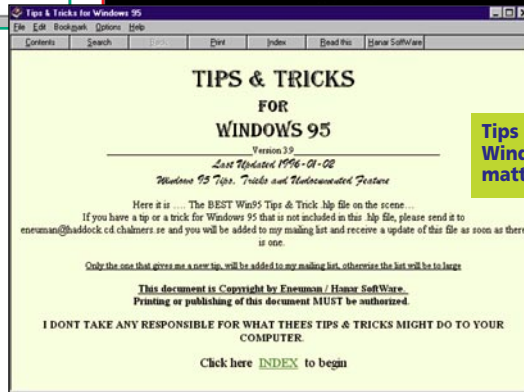 Tips & Tricks for Windows 95
File Edit Bookmark Options Help
Contents Search Back Print Index Read this Hanar SoftWare
TIPS & TRICKS
FOR
WINDOWS 95
Version 3.9
Last Updated 1996-01-02
Windows 95 Tips, Tricks and Undocumented Feature
Here it is .... The BEST Win95 Tips & Trick .hlp file on the scene...
If you have a tip or a trick for Windows 95 that is not included in this .hlp file, please send it to
eneuman@haddock.cd.chalmers.se and you will be added to my mailing list and receive a update of this file as soon as there
is one.
Only the one that gives me a new tip, will be added to my mailing list, otherwise the list will be to large
This document is Copyright by Eneuman / Hanar SoftWare.
Printing or publishing of this document MUST be authorized.
I DONT TAKE ANY RESPONSIBLE FOR WHAT THEES TIPS & TRICKS MIGHT DO TO YOUR
COMPUTER.
Click here INDEX to begin
Tips
Wind
matt